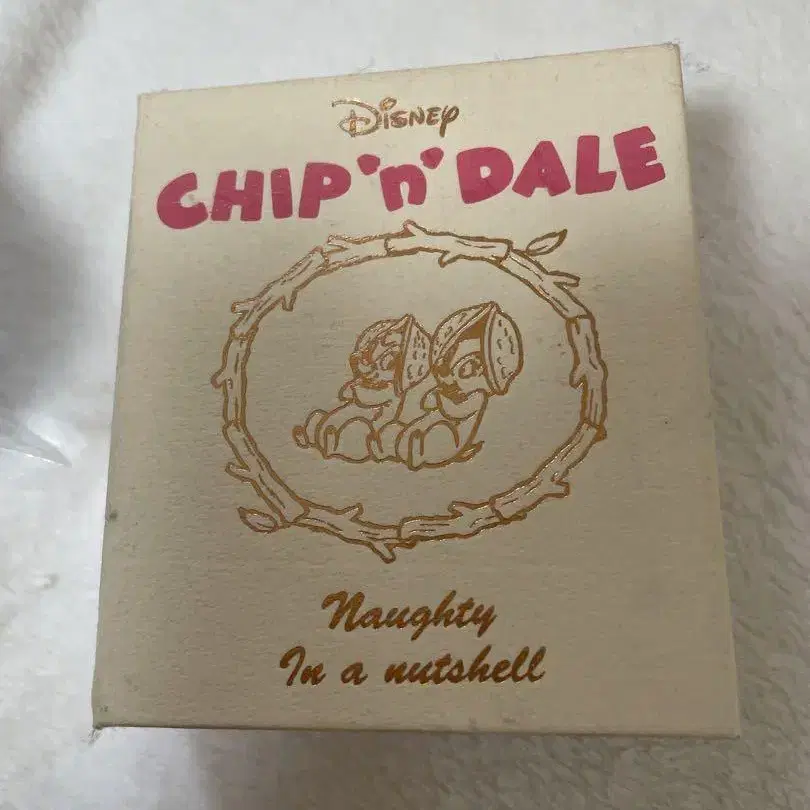 Disney
CHIP 'n' DALE
Naughty
In a nutshell